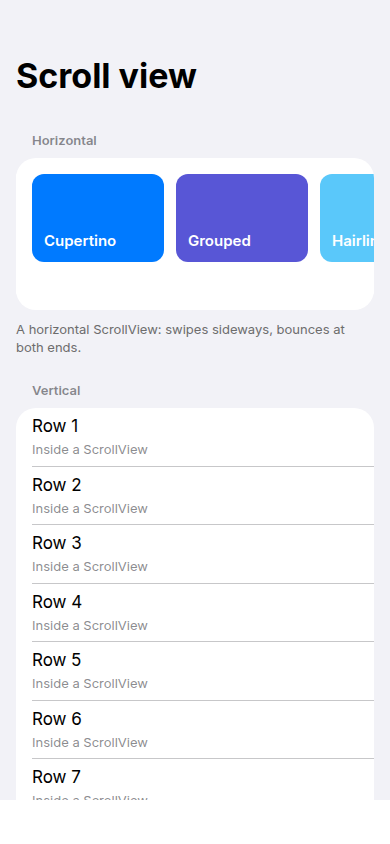 Scroll view
Horizontal
Cupertino
Grouped
A horizontal ScrollView: swipes sideways, bounces at
both ends.
Vertical
Row 1
Inside a ScrollView
Row 2
Inside a ScrollView
Row 3
Inside a ScrollView
Row 4
Inside a ScrollView
Row 5
Inside a ScrollView
Row 6
Inside a ScrollView
Row 7
Inside a ScrollView